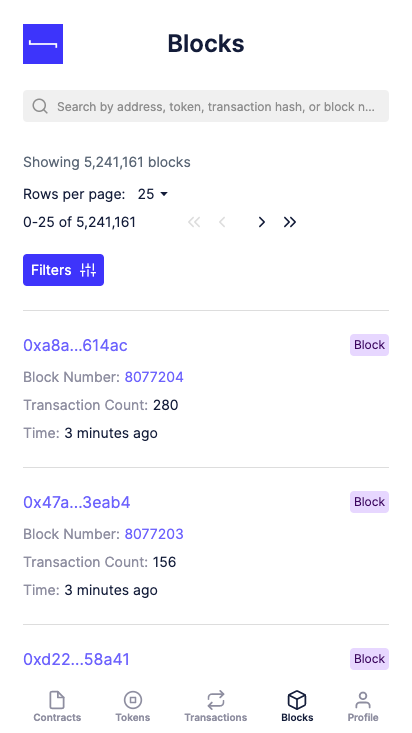 Blocks
Search by address, token, transaction hash, or block n...
Showing 5,241,161 blocks
Rows per page: 25
0-25 of 5,241,161
Filters
0xa8a...614ac Block
Block Number: 8077204
Transaction Count: 280
Time: 3 minutes ago
0x47a...3eab4 Block
Block Number: 8077203
Transaction Count: 156
Time: 3 minutes ago
0xd22...58a41 Block
Contracts Tokens Transactions Blocks Profile